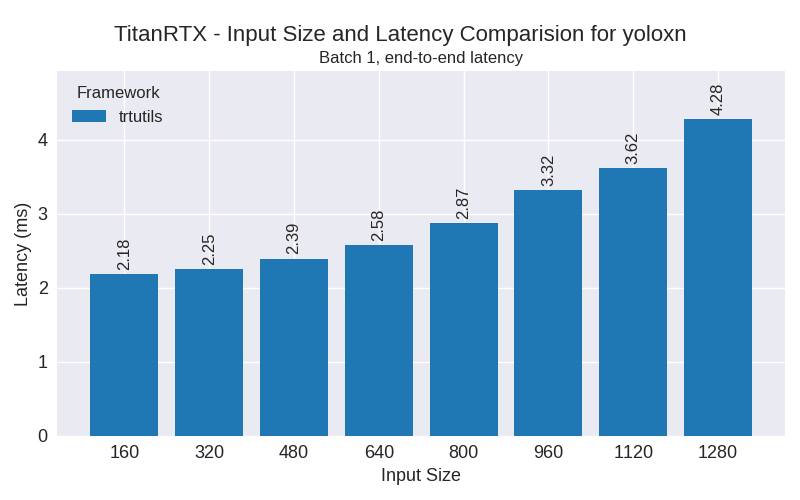 TitanRTX - Input Size and Latency Comparision for yoloxn
Batch 1, end-to-end latency
Framework
trtutils
Latency (ms)
4
3
2
1
0
2.18
2.25
2.39
2.58
2.87
3.32
3.62
4.28
160 320 480 640 800 960 1120 1280
Input Size